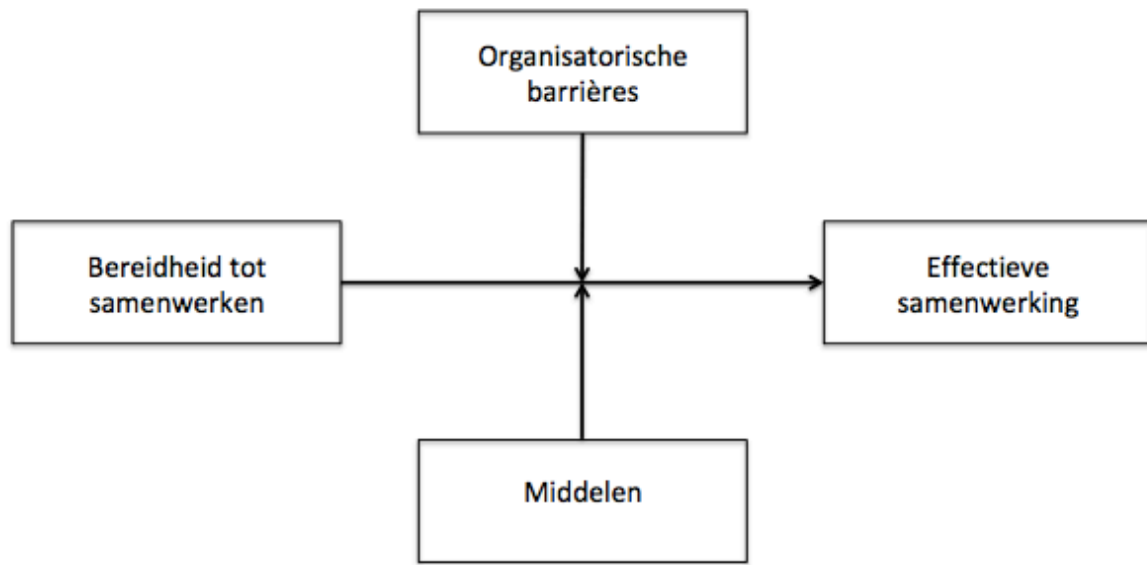 Organisatorische
barrières
Bereidheid tot
samenwerken
Effectieve
samenwerking
Middelen